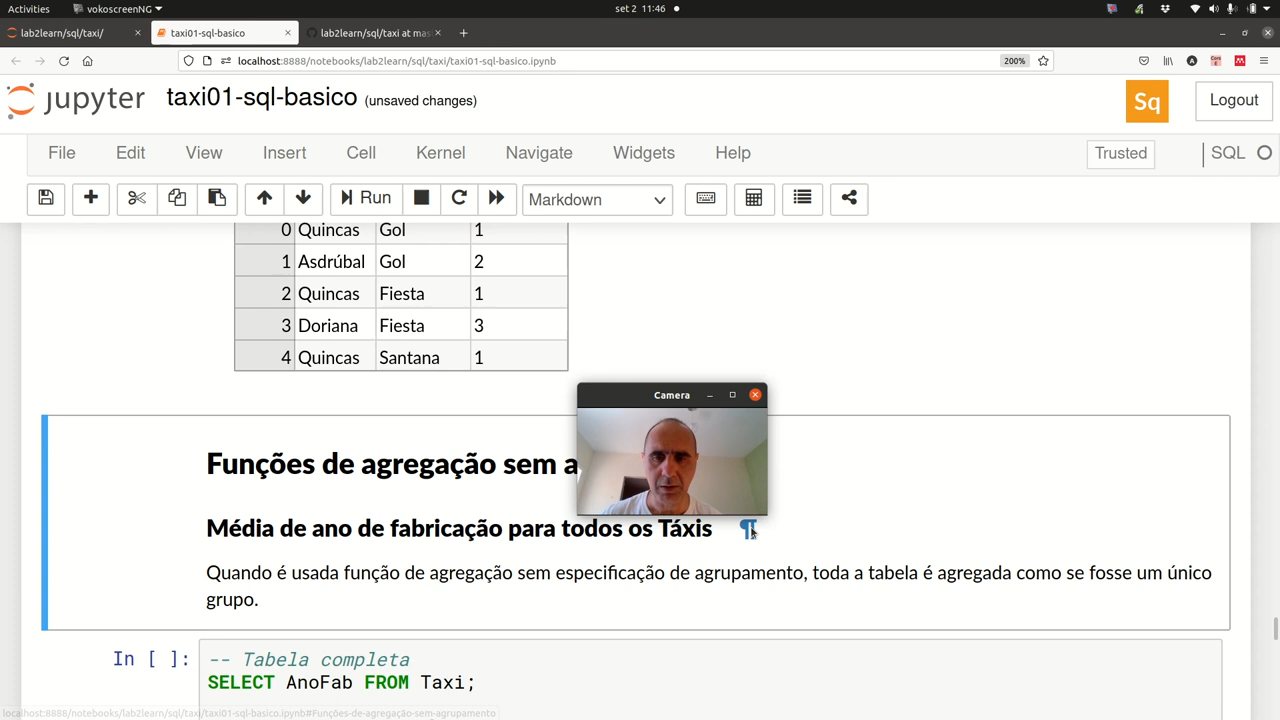 Activities vokoscreenNG set 2 11:46
lab2learn/sql/taxi/ taxi01-sql-basico lab2learn/sql/taxi at mas
localhost:8888/notebooks/lab2learn/sql/taxi/taxi01-sql-basico.ipynb 200%
jupyter taxi01-sql-basico (unsaved changes) Sq Logout
File Edit View Insert Cell Kernel Navigate Widgets Help Trusted SQL
Run Markdown
0 Quincas Gol 1
1 Asdrúbal Gol 2
2 Quincas Fiesta 1
3 Doriana Fiesta 3
4 Quincas Santana 1
Camera
Funções de agregação sem a
Média de ano de fabricação para todos os Táxis ¶
Quando é usada função de agregação sem especificação de agrupamento, toda a tabela é agregada como se fosse um único
grupo.
In [ ]: -- Tabela completa
SELECT AnoFab FROM Taxi;
localhost:8888/notebooks/lab2learn/sql/taxi/taxi01-sql-basico.ipynb#Funções-de-agregação-sem-agrupamento